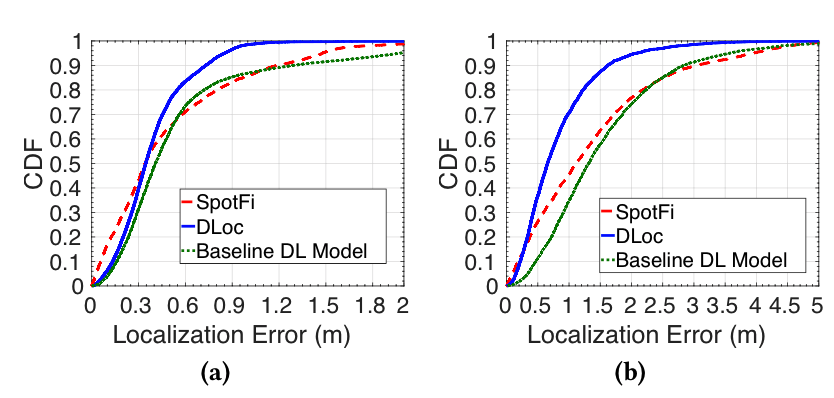 1
0.9
0.8
0.7
0.6
0.5
0.4
0.3
0.2
0.1
0
CDF
SpotFi
DLoc
Baseline DL Model
0 0.3 0.6 0.9 1.2 1.5 1.8 2
Localization Error (m)
(a)
1
0.9
0.8
0.7
0.6
0.5
0.4
0.3
0.2
0.1
0
CDF
SpotFi
DLoc
Baseline DL Model
0 0.5 1 1.5 2 2.5 3 3.5 4 4.5 5
Localization Error (m)
(b)